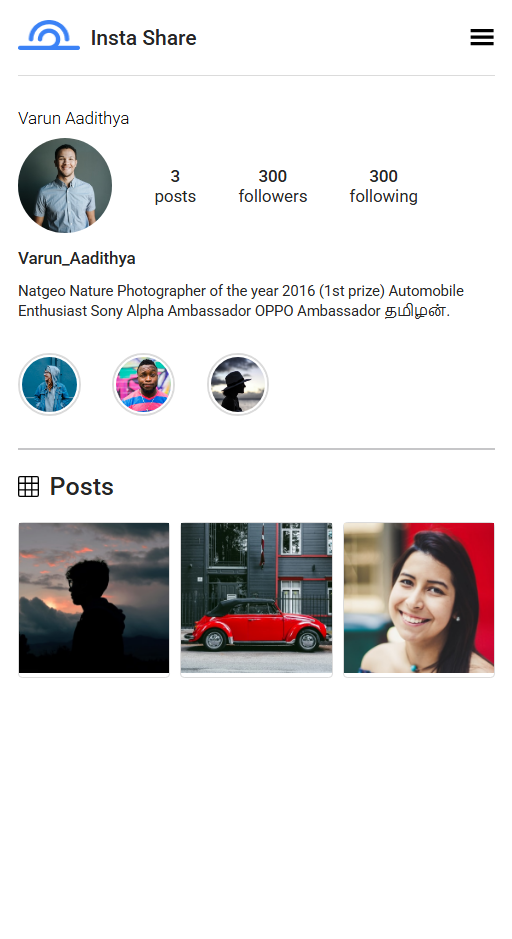 Insta Share
Varun Aadithya
3 300 300
posts followers following
Varun_Aadithya
Natgeo Nature Photographer of the year 2016 (1st prize) Automobile
Enthusiast Sony Alpha Ambassador OPPO Ambassador தமிழன்.
Posts